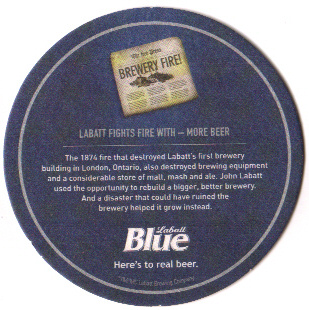 BREWERY FIRE!
LABATT FIGHTS FIRE WITH – MORE BEER
The 1874 fire that destroyed Labatt's first brewery
building in London, Ontario, also destroyed brewing equipment
and a considerable store of malt, mash and ale. John Labatt
used the opportunity to rebuild a bigger, better brewery.
And a disaster that could have ruined the
brewery helped it grow instead.
Labatt
Blue
Here's to real beer.
Labatt Brewing Company